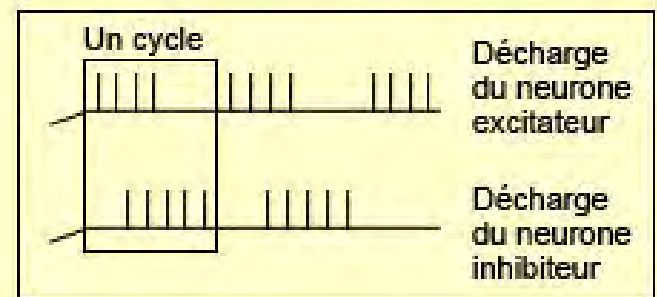 Un cycle
Décharge
du neurone
excitateur
Décharge
du neurone
inhibiteur